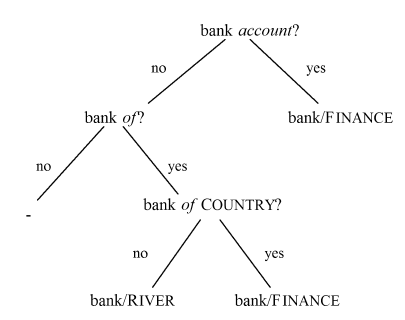 bank account?
no
yes
bank of?
bank/FINANCE
no
yes
-
bank of COUNTRY?
no
yes
bank/RIVER
bank/FINANCE